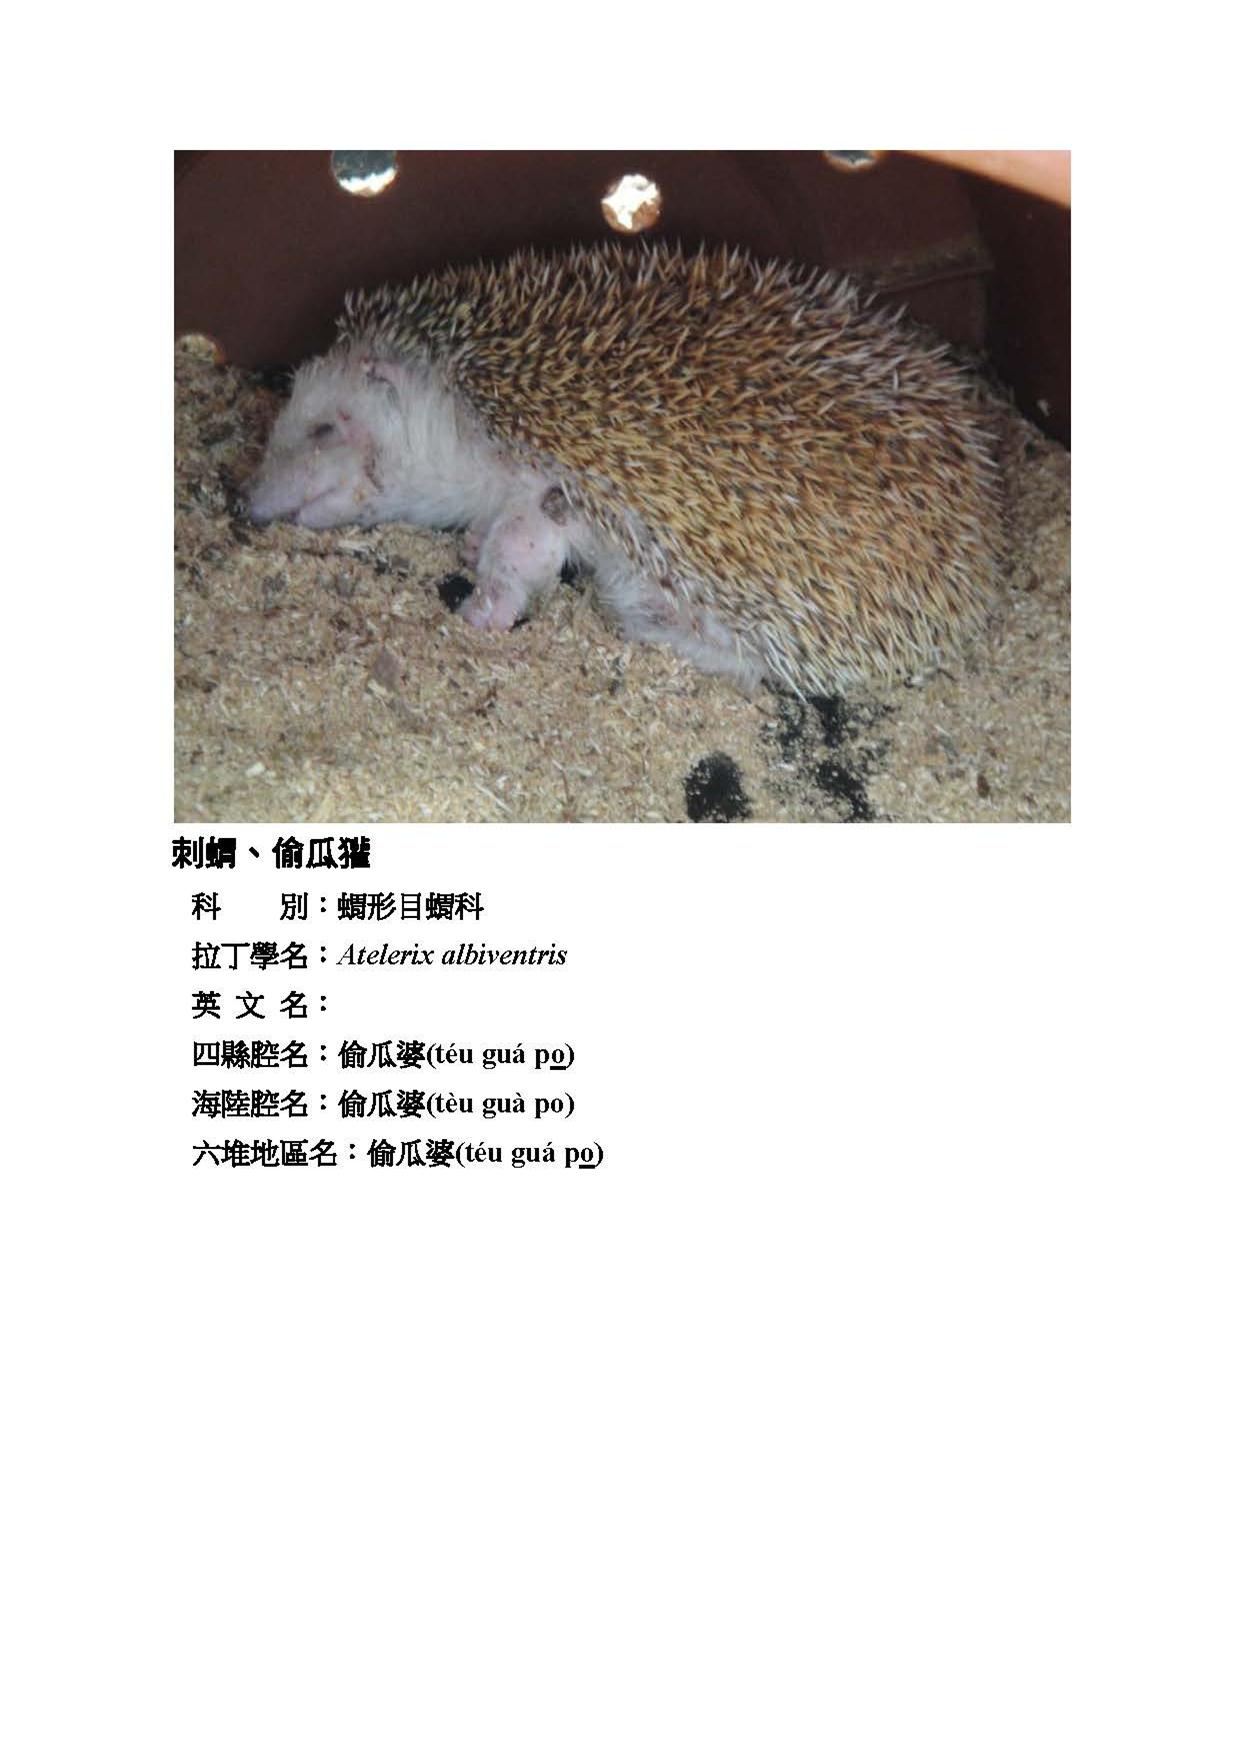 刺蝟、偷瓜獾
科　　別：蝟形目蝟科
拉丁學名：Atelerix albiventris
英 文 名：
四縣腔名：偷瓜婆(téu guá po)
海陸腔名：偷瓜婆(tèu guà po)
六堆地區名：偷瓜婆(téu guá po)